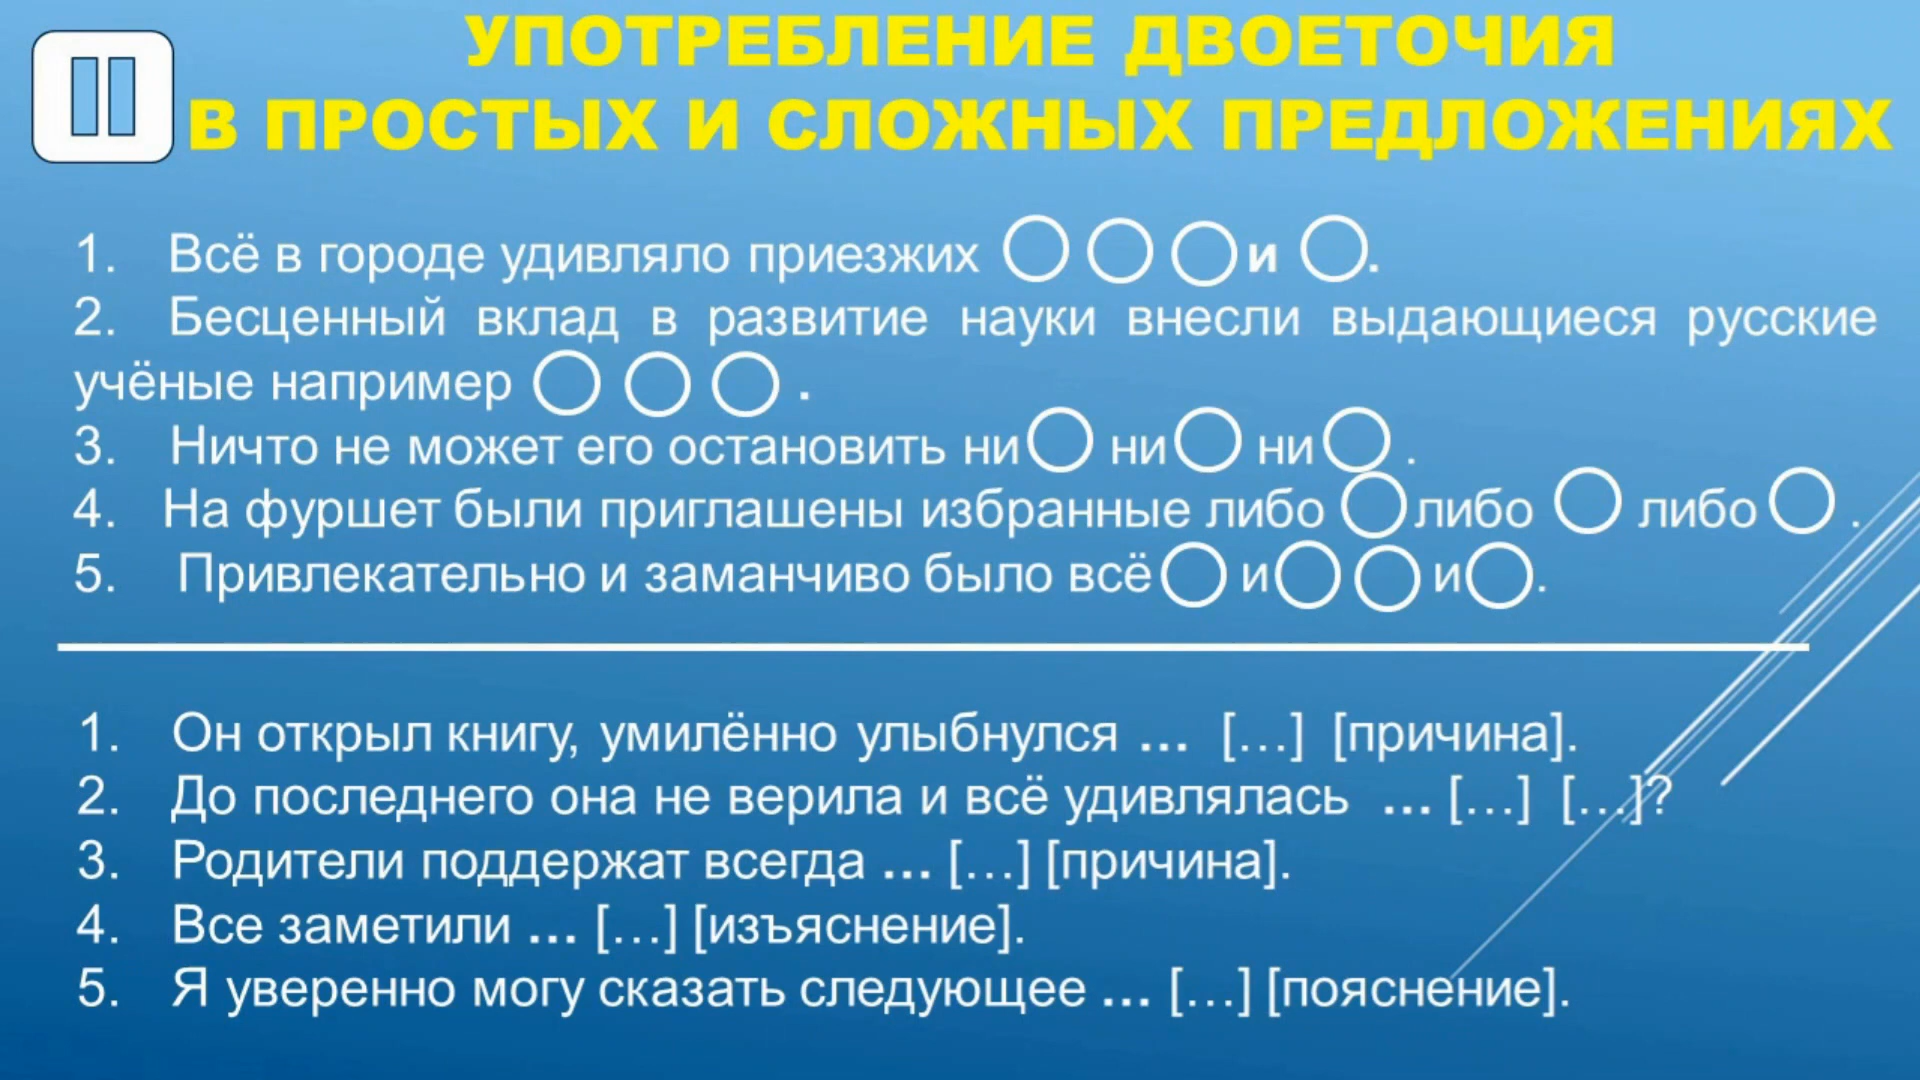 УПОТРЕБЛЕНИЕ ДВОЕТОЧИЯ
В ПРОСТЫХ И СЛОЖНЫХ ПРЕДЛОЖЕНИЯХ
1. Всё в городе удивляло приезжих ○ ○ ○ и ○.
2. Бесценный вклад в развитие науки внесли выдающиеся русские
учёные например ○ ○ ○ .
3. Ничто не может его остановить ни ○ ни ○ ни ○ .
4. На фуршет были приглашены избранные либо ○ либо ○ либо ○ .
5. Привлекательно и заманчиво было всё ○ и ○ ○ и ○.
1. Он открыл книгу, умилённо улыбнулся … […] [причина].
2. До последнего она не верила и всё удивлялась … […] […]?
3. Родители поддержат всегда … […] [причина].
4. Все заметили … […] [изъяснение].
5. Я уверенно могу сказать следующее … […] [пояснение].